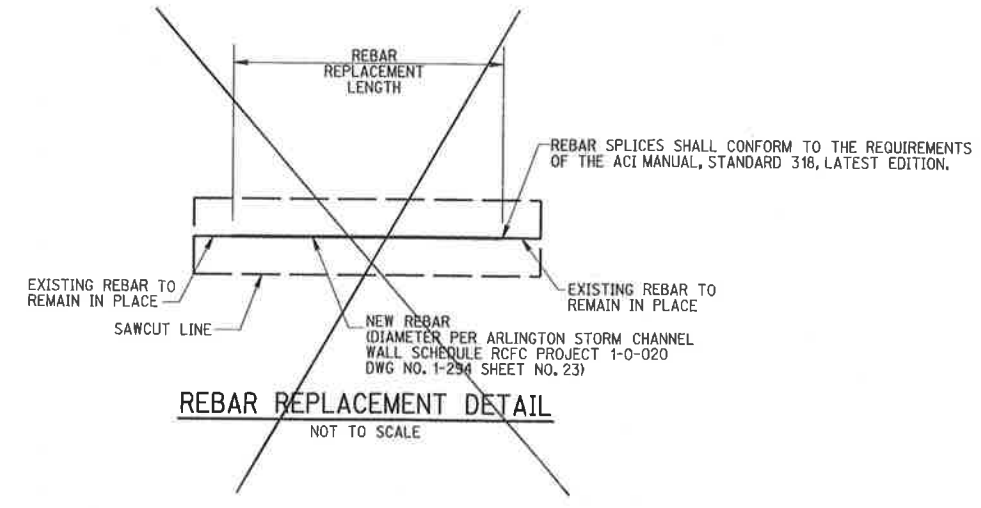 REBAR
REPLACEMENT
LENGTH
REBAR SPLICES SHALL CONFORM TO THE REQUIREMENTS
OF THE ACI MANUAL, STANDARD 318, LATEST EDITION.
EXISTING REBAR TO
REMAIN IN PLACE
EXISTING REBAR TO
REMAIN IN PLACE
SAWCUT LINE
NEW REBAR
(DIAMETER PER ARLINGTON STORM CHANNEL
WALL SCHEDULE RCFC PROJECT 1-0-020
DWG NO. 1-294 SHEET NO. 23)
REBAR REPLACEMENT DETAIL
NOT TO SCALE